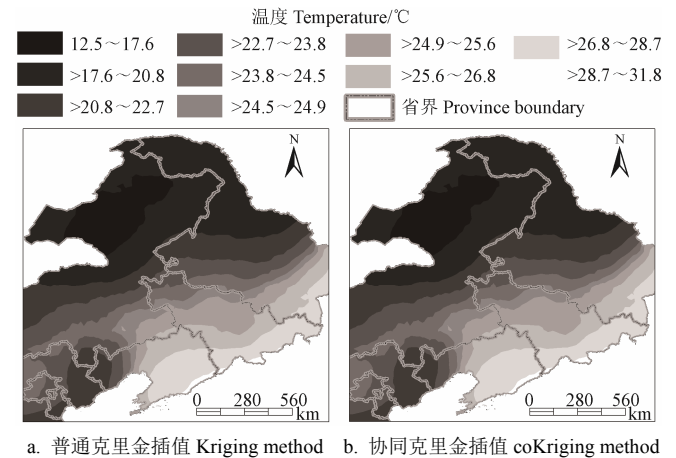 温度 Temperature/℃
12.5～17.6 >22.7～23.8 >24.9～25.6 >26.8～28.7
>17.6～20.8 >23.8～24.5 >25.6～26.8 >28.7～31.8
>20.8～22.7 >24.5～24.9 省界 Province boundary
N N
0 280 560 0 280 560
km km
a. 普通克里金插值 Kriging method b. 协同克里金插值 coKriging method